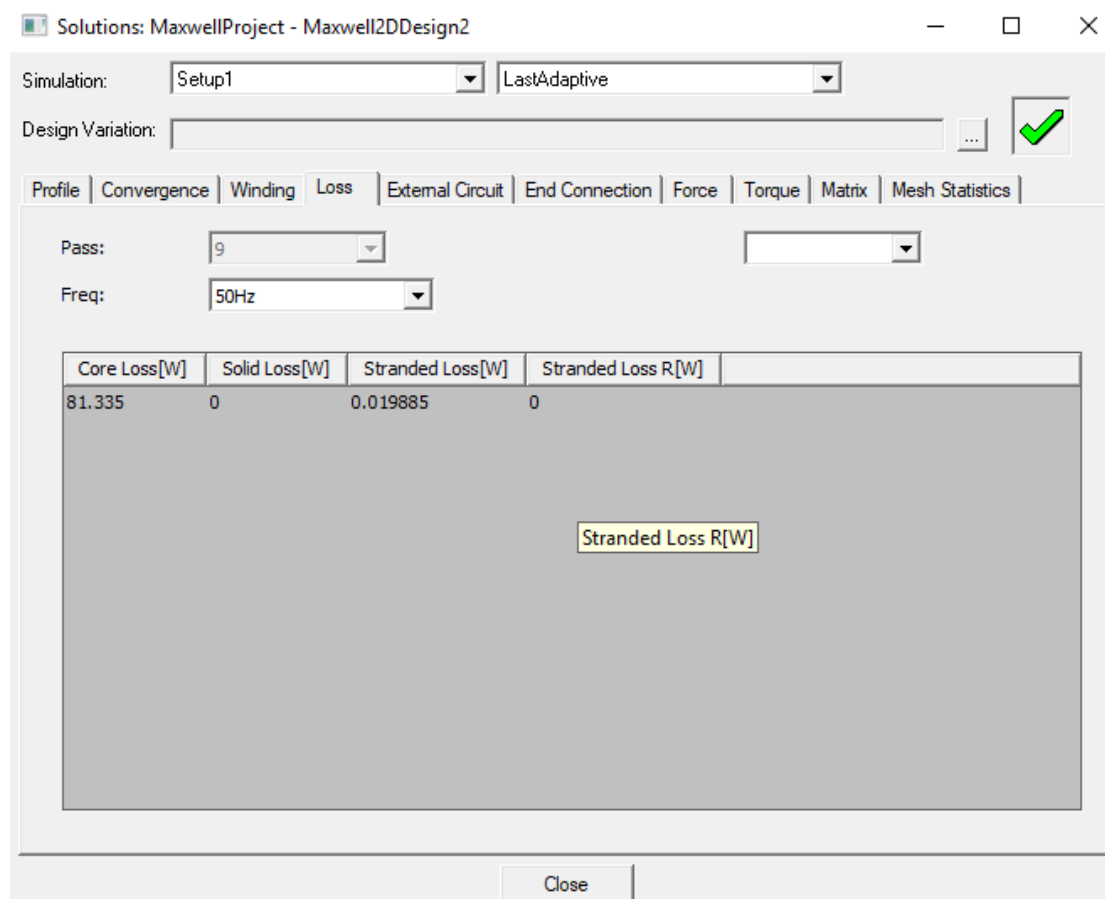 Solutions: MaxwellProject - Maxwell2DDesign2
Simulation: Setup1 LastAdaptive
Design Variation: ...
Profile Convergence Winding Loss External Circuit End Connection Force Torque Matrix Mesh Statistics
Pass: 9
Freq: 50Hz
Core Loss[W] Solid Loss[W] Stranded Loss[W] Stranded Loss R[W]
81.335 0 0.019885 0
Stranded Loss R[W]
Close